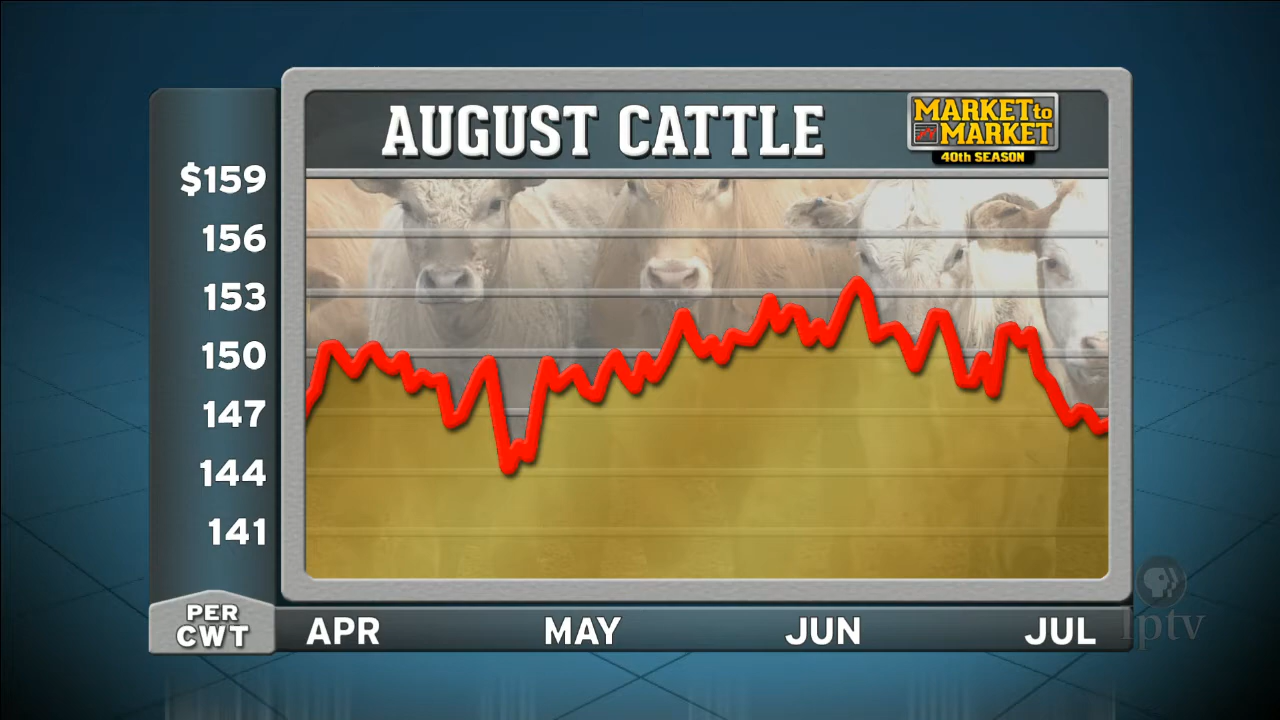 AUGUST CATTLE
MARKET to
MARKET
40th SEASON
$159
156
153
150
147
144
141
PER
CWT
APR MAY JUN JUL
iptv